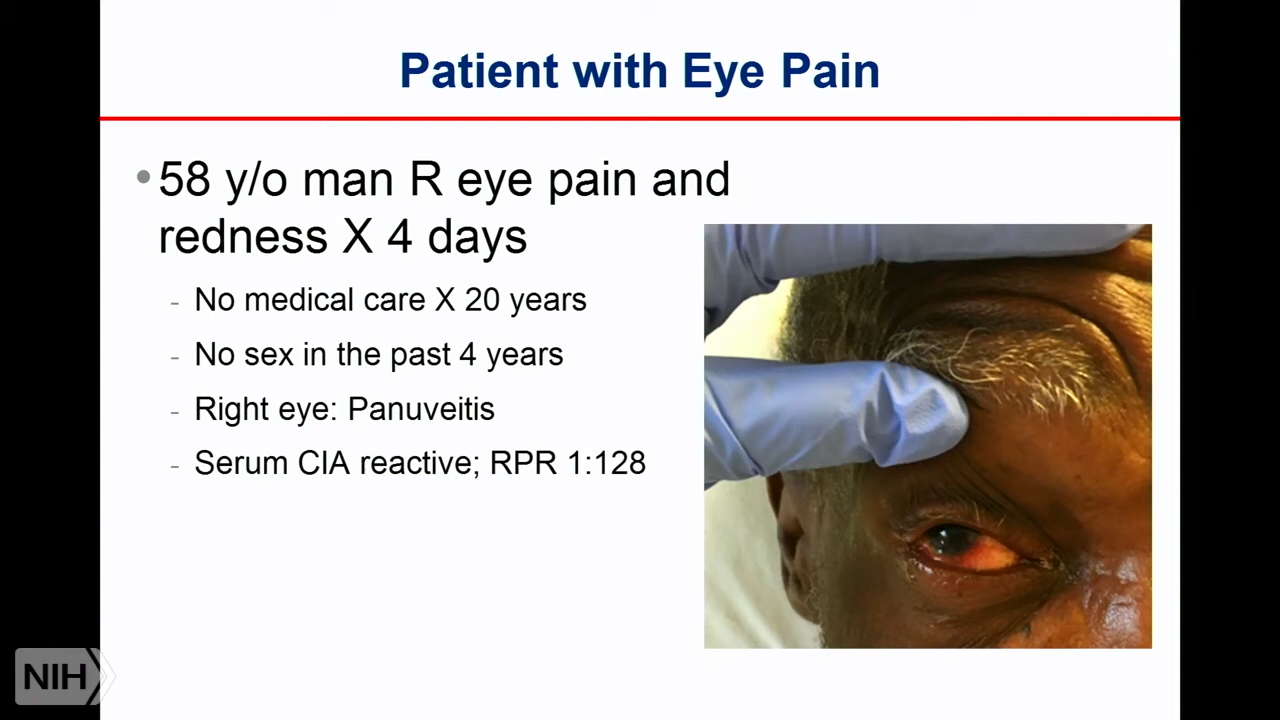 Patient with Eye Pain
58 y/o man R eye pain and
redness X 4 days
- No medical care X 20 years
- No sex in the past 4 years
- Right eye: Panuveitis
- Serum CIA reactive; RPR 1:128
NIH